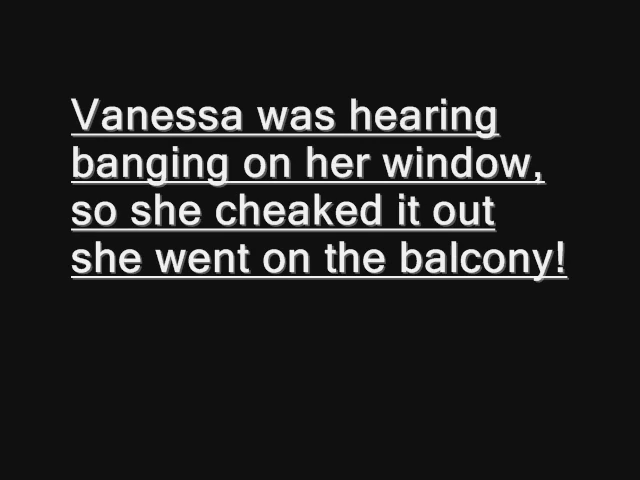 Vanessa was hearing
banging on her window,
so she cheaked it out
she went on the balcony!